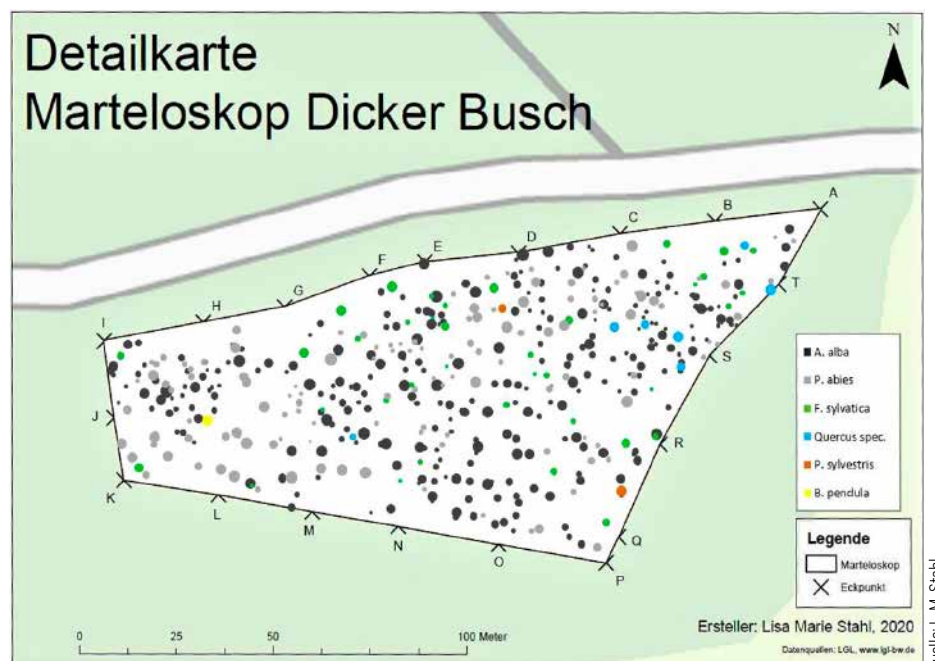 Detailkarte
Marteloskop Dicker Busch
N
A
B
C
D
E
F
G
H
I
J
K
L
M
N
O
P
Q
R
S
T
A. alba
P. abies
F. sylvatica
Quercus spec.
P. sylvestris
B. pendula
Legende
Marteloskop
Eckpunkt
0 25 50 100 Meter
Ersteller: Lisa Marie Stahl, 2020
Datenquellen: LGL, www.lgl-bw.de